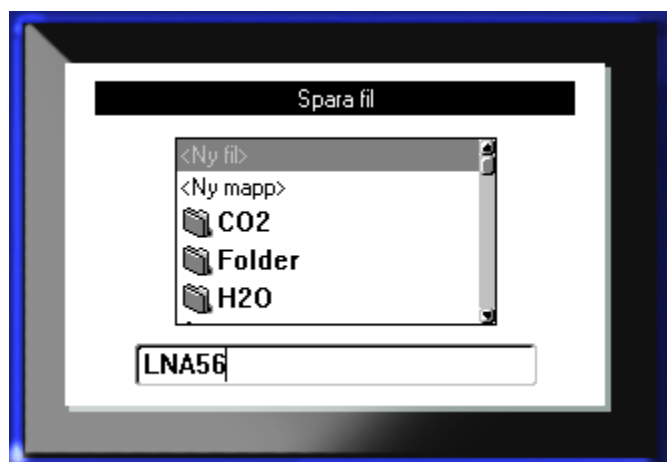 Spara fil
<Ny fil>
<Ny mapp>
CO2
Folder
H2O
LNA56